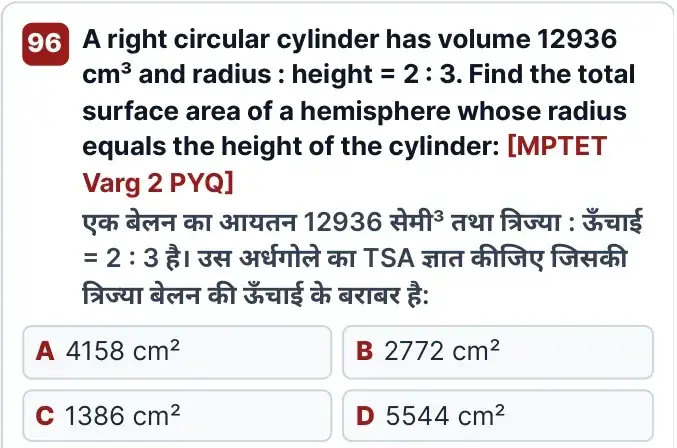 96 A right circular cylinder has volume 12936
cm³ and radius : height = 2 : 3. Find the total
surface area of a hemisphere whose radius
equals the height of the cylinder: [MPTET
Varg 2 PYQ]
एक बेलन का आयतन 12936 सेमी³ तथा त्रिज्या : ऊँचाई
= 2 : 3 है। उस अर्धगोले का TSA ज्ञात कीजिए जिसकी
त्रिज्या बेलन की ऊँचाई के बराबर है:
A 4158 cm² B 2772 cm²
C 1386 cm² D 5544 cm²